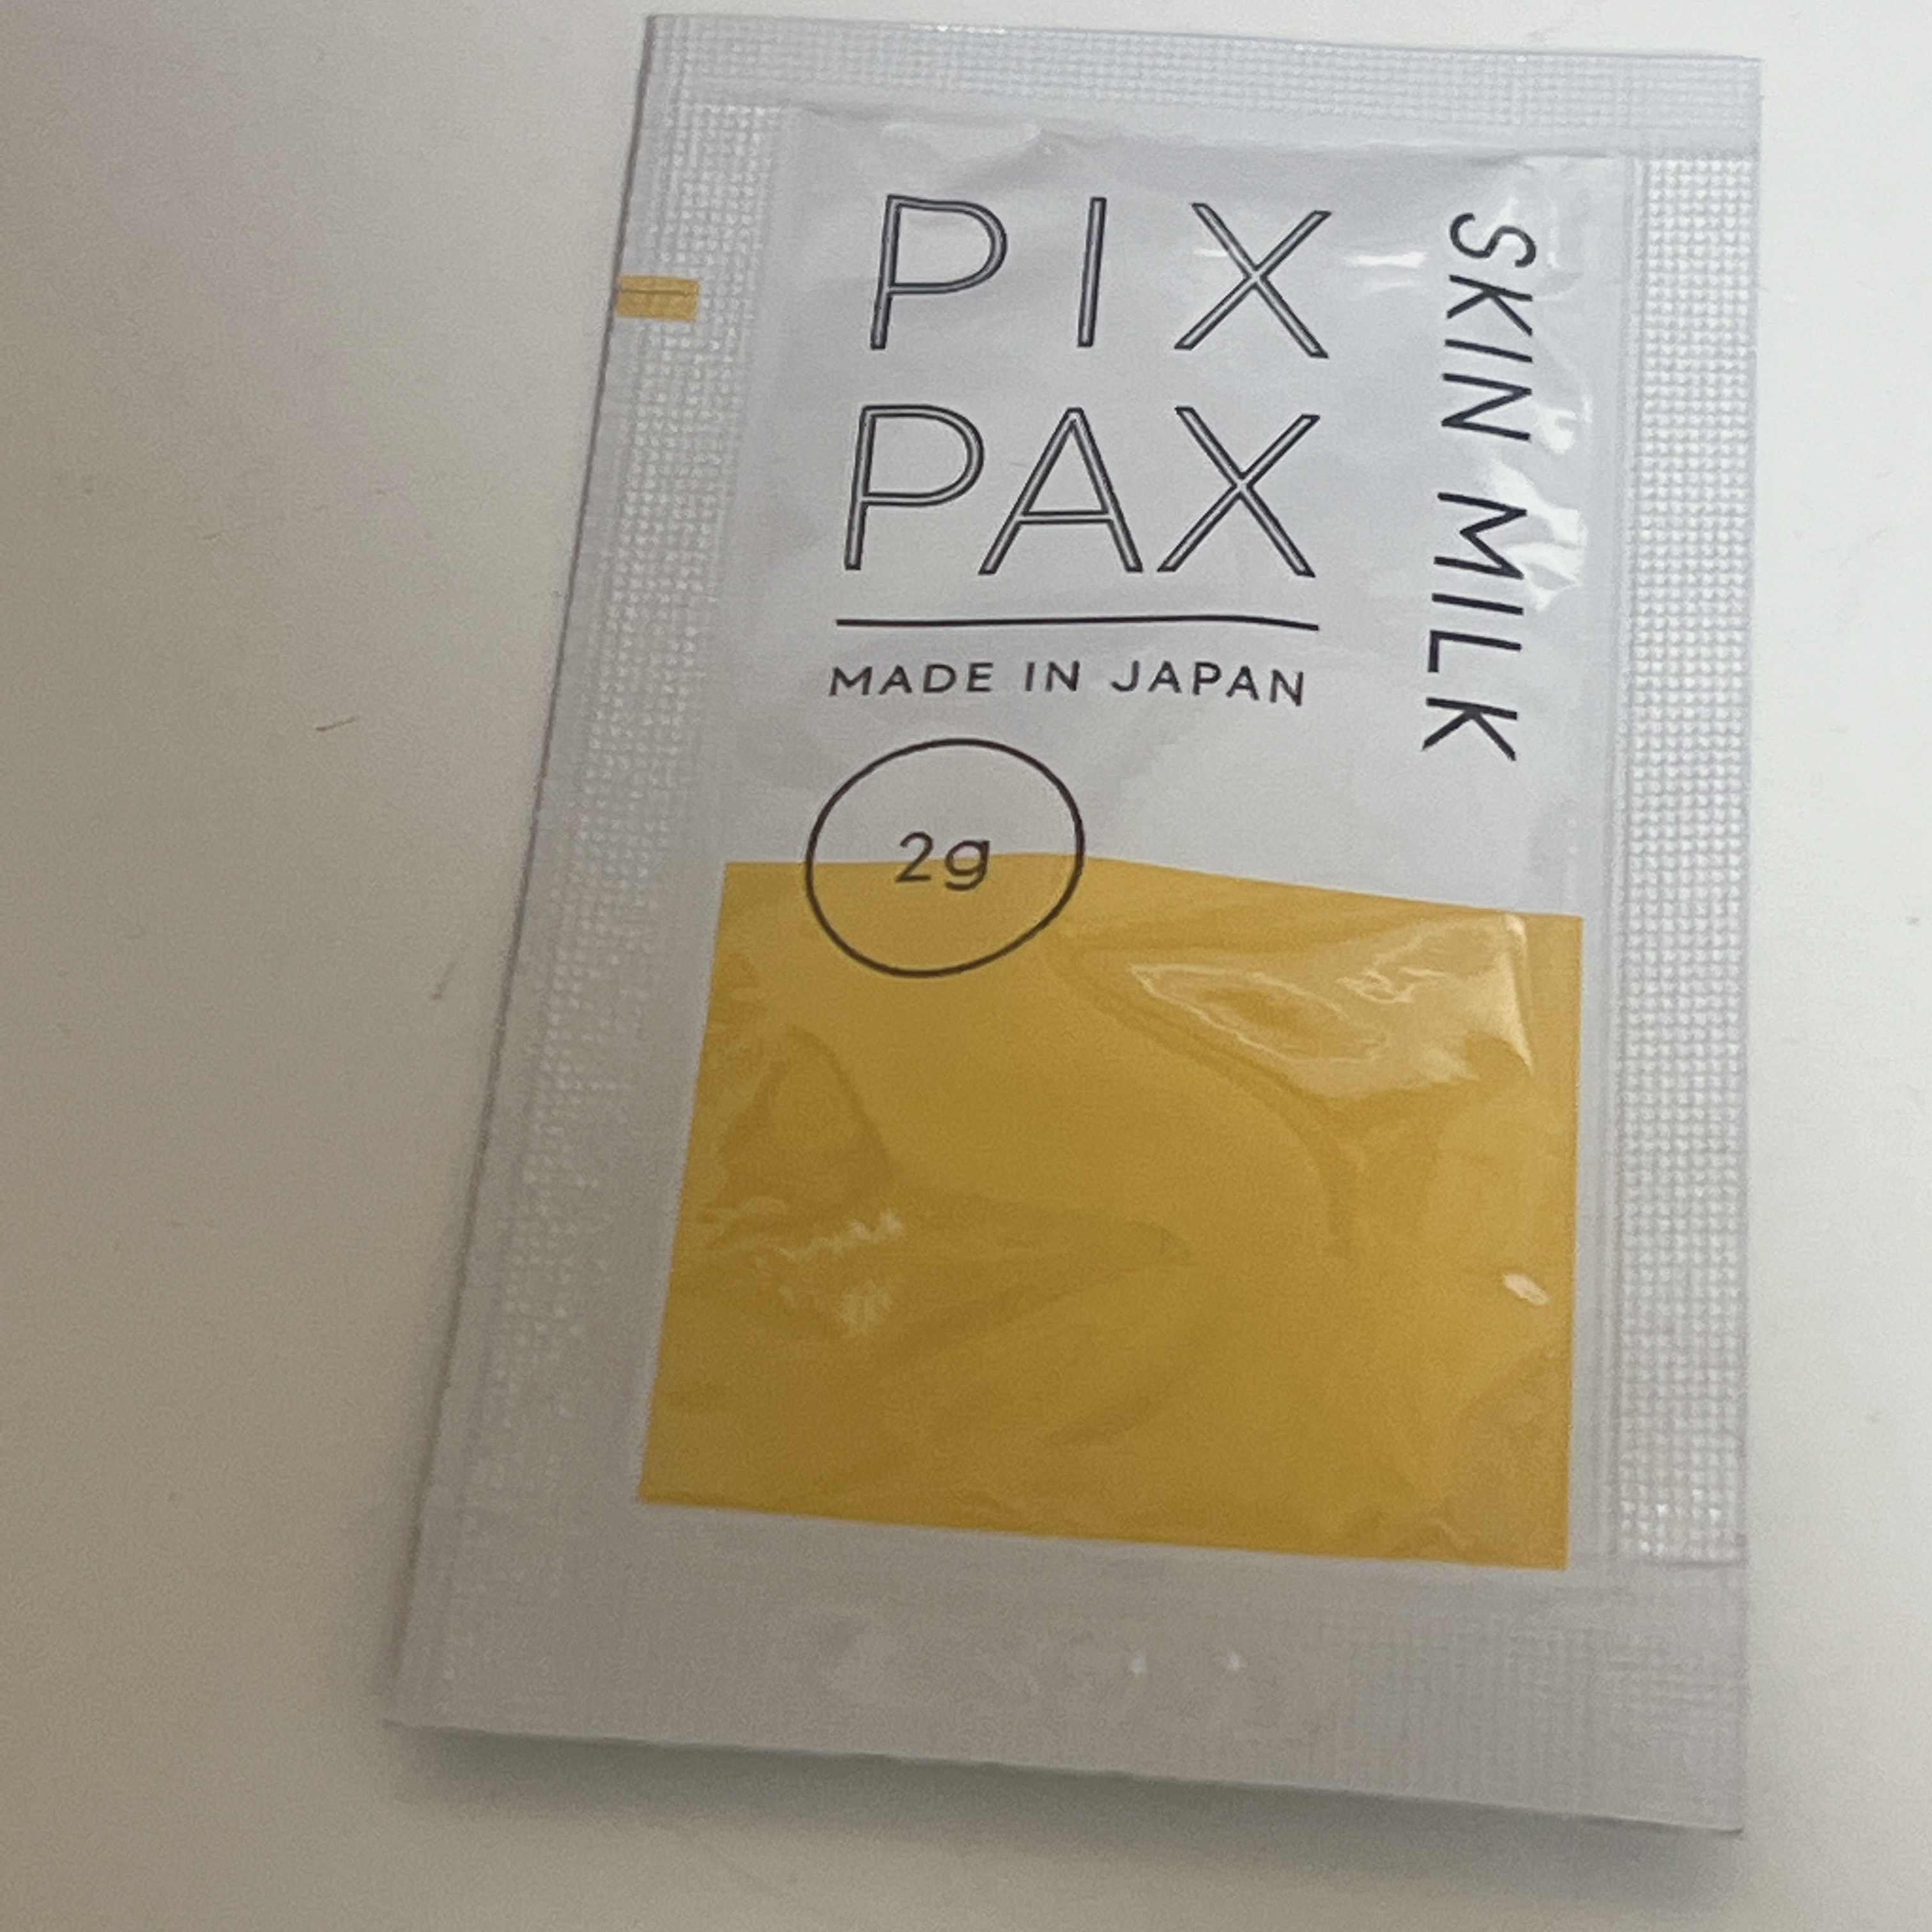 PIX
PAX
MADE IN JAPAN
2g
SKIN MILK